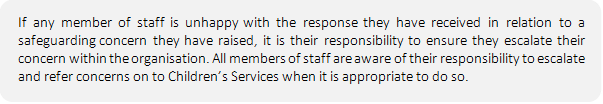 If any member of staff is unhappy with the response they have received in relation to a
safeguarding concern they have raised, it is their responsibility to ensure they escalate their
concern within the organisation. All members of staff are aware of their responsibility to escalate
and refer concerns on to Children’s Services when it is appropriate to do so.